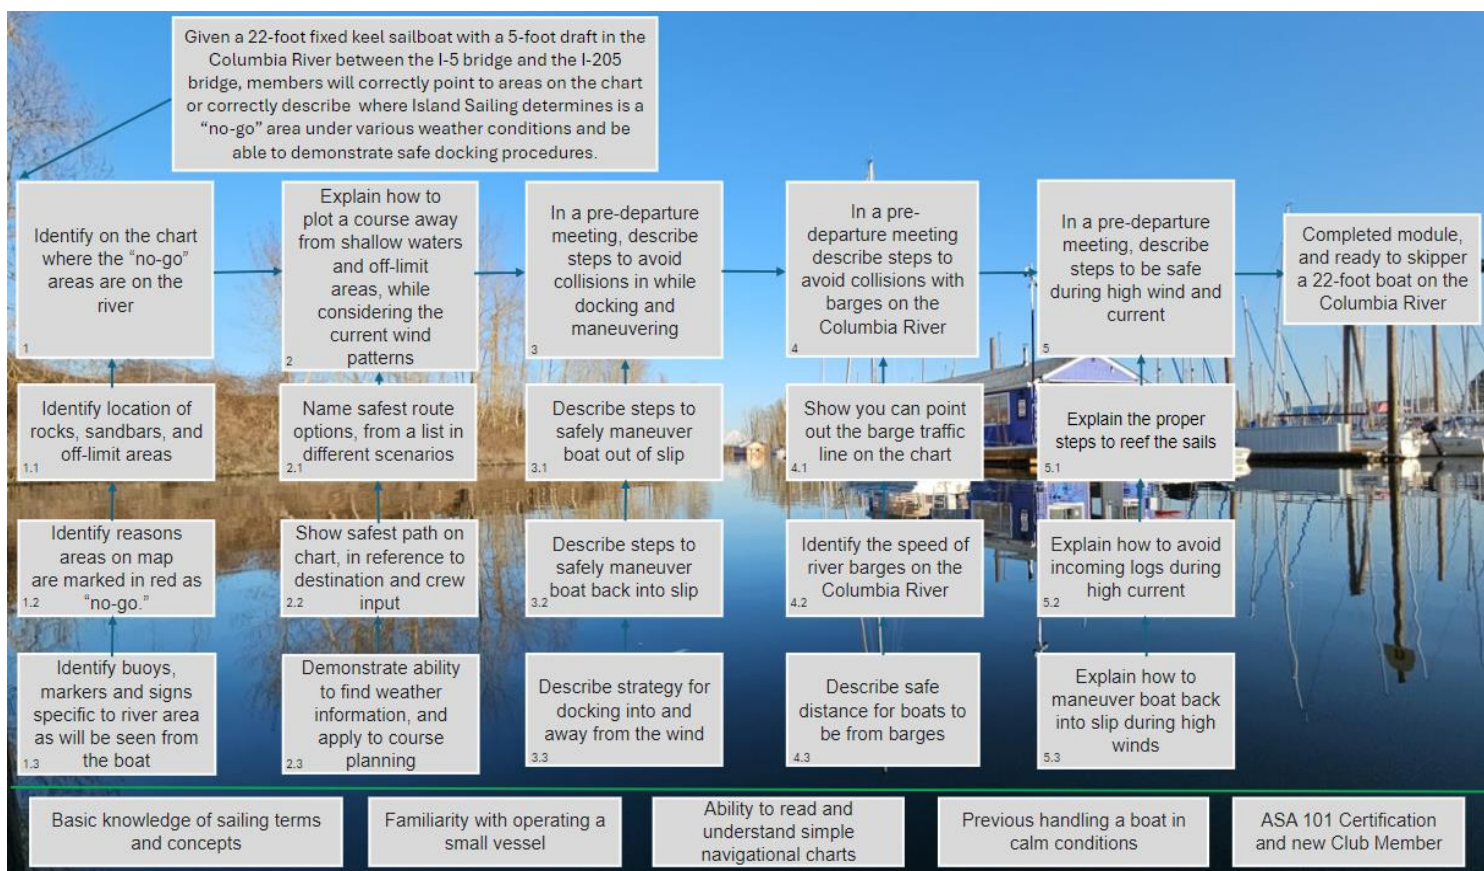 Given a 22-foot fixed keel sailboat with a 5-foot draft in the
Columbia River between the I-5 bridge and the I-205
bridge, members will correctly point to areas on the chart
or correctly describe where Island Sailing determines is a
“no-go” area under various weather conditions and be
able to demonstrate safe docking procedures.
Identify on the chart
where the “no-go”
areas are on the
river
1
Explain how to
plot a course away
from shallow waters
and off-limit
areas, while
considering the
current wind
patterns
2
In a pre-departure
meeting, describe
steps to avoid
collisions in while
docking and
maneuvering
3
In a pre-
departure meeting
describe steps to
avoid collisions with
barges on the
Columbia River
4
In a pre-departure
meeting, describe
steps to be safe
during high wind and
current
5
Completed module,
and ready to skipper
a 22-foot boat on the
Columbia River
Identify location of
rocks, sandbars, and
off-limit areas
1.1
Name safest route
options, from a list in
different scenarios
2.1
Describe steps to
safely maneuver
boat out of slip
3.1
Show you can point
out the barge traffic
line on the chart
4.1
Explain the proper
steps to reef the sails
5.1
Identify reasons
areas on map
are marked in red as
“no-go.”
1.2
Show safest path on
chart, in reference to
destination and crew
input
2.2
Describe steps to
safely maneuver
boat back into slip
3.2
Identify the speed of
river barges on the
Columbia River
4.2
Explain how to avoid
incoming logs during
high current
5.2
Identify buoys,
markers and signs
specific to river area
as will be seen from
the boat
1.3
Demonstrate ability
to find weather
information, and
apply to course
planning
2.3
Describe strategy for
docking into and
away from the wind
3.3
Describe safe
distance for boats to
be from barges
4.3
Explain how to
maneuver boat back
into slip during high
winds
5.3
Basic knowledge of sailing terms
and concepts
Familiarity with operating a
small vessel
Ability to read and
understand simple
navigational charts
Previous handling a boat in
calm conditions
ASA 101 Certification
and new Club Member